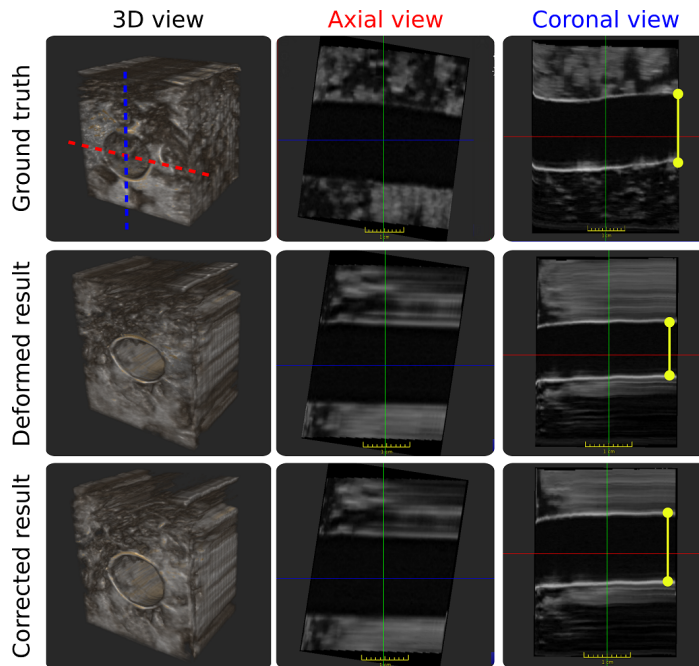 3D view
Axial view
Coronal view
Ground truth
Deformed result
Corrected result